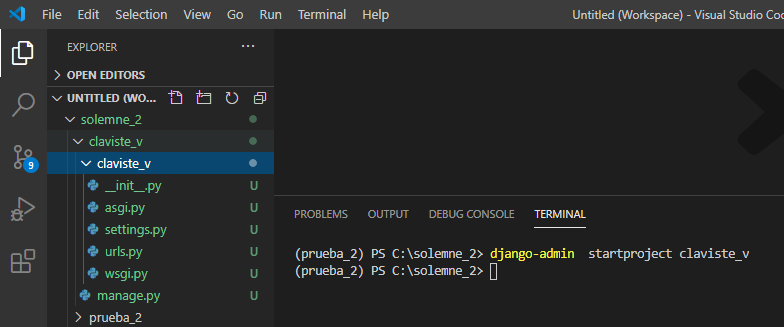 File Edit Selection View Go Run Terminal Help Untitled (Workspace) - Visual Studio Cod
EXPLORER ...
OPEN EDITORS
UNTITLED (WO...
solemne_2
claviste_v
claviste_v
__init__.py U
asgi.py U
settings.py U
urls.py U
wsgi.py U
manage.py U
prueba_2
9
PROBLEMS OUTPUT DEBUG CONSOLE TERMINAL
(prueba_2) PS C:\solemne_2> django-admin  startproject claviste_v
(prueba_2) PS C:\solemne_2>